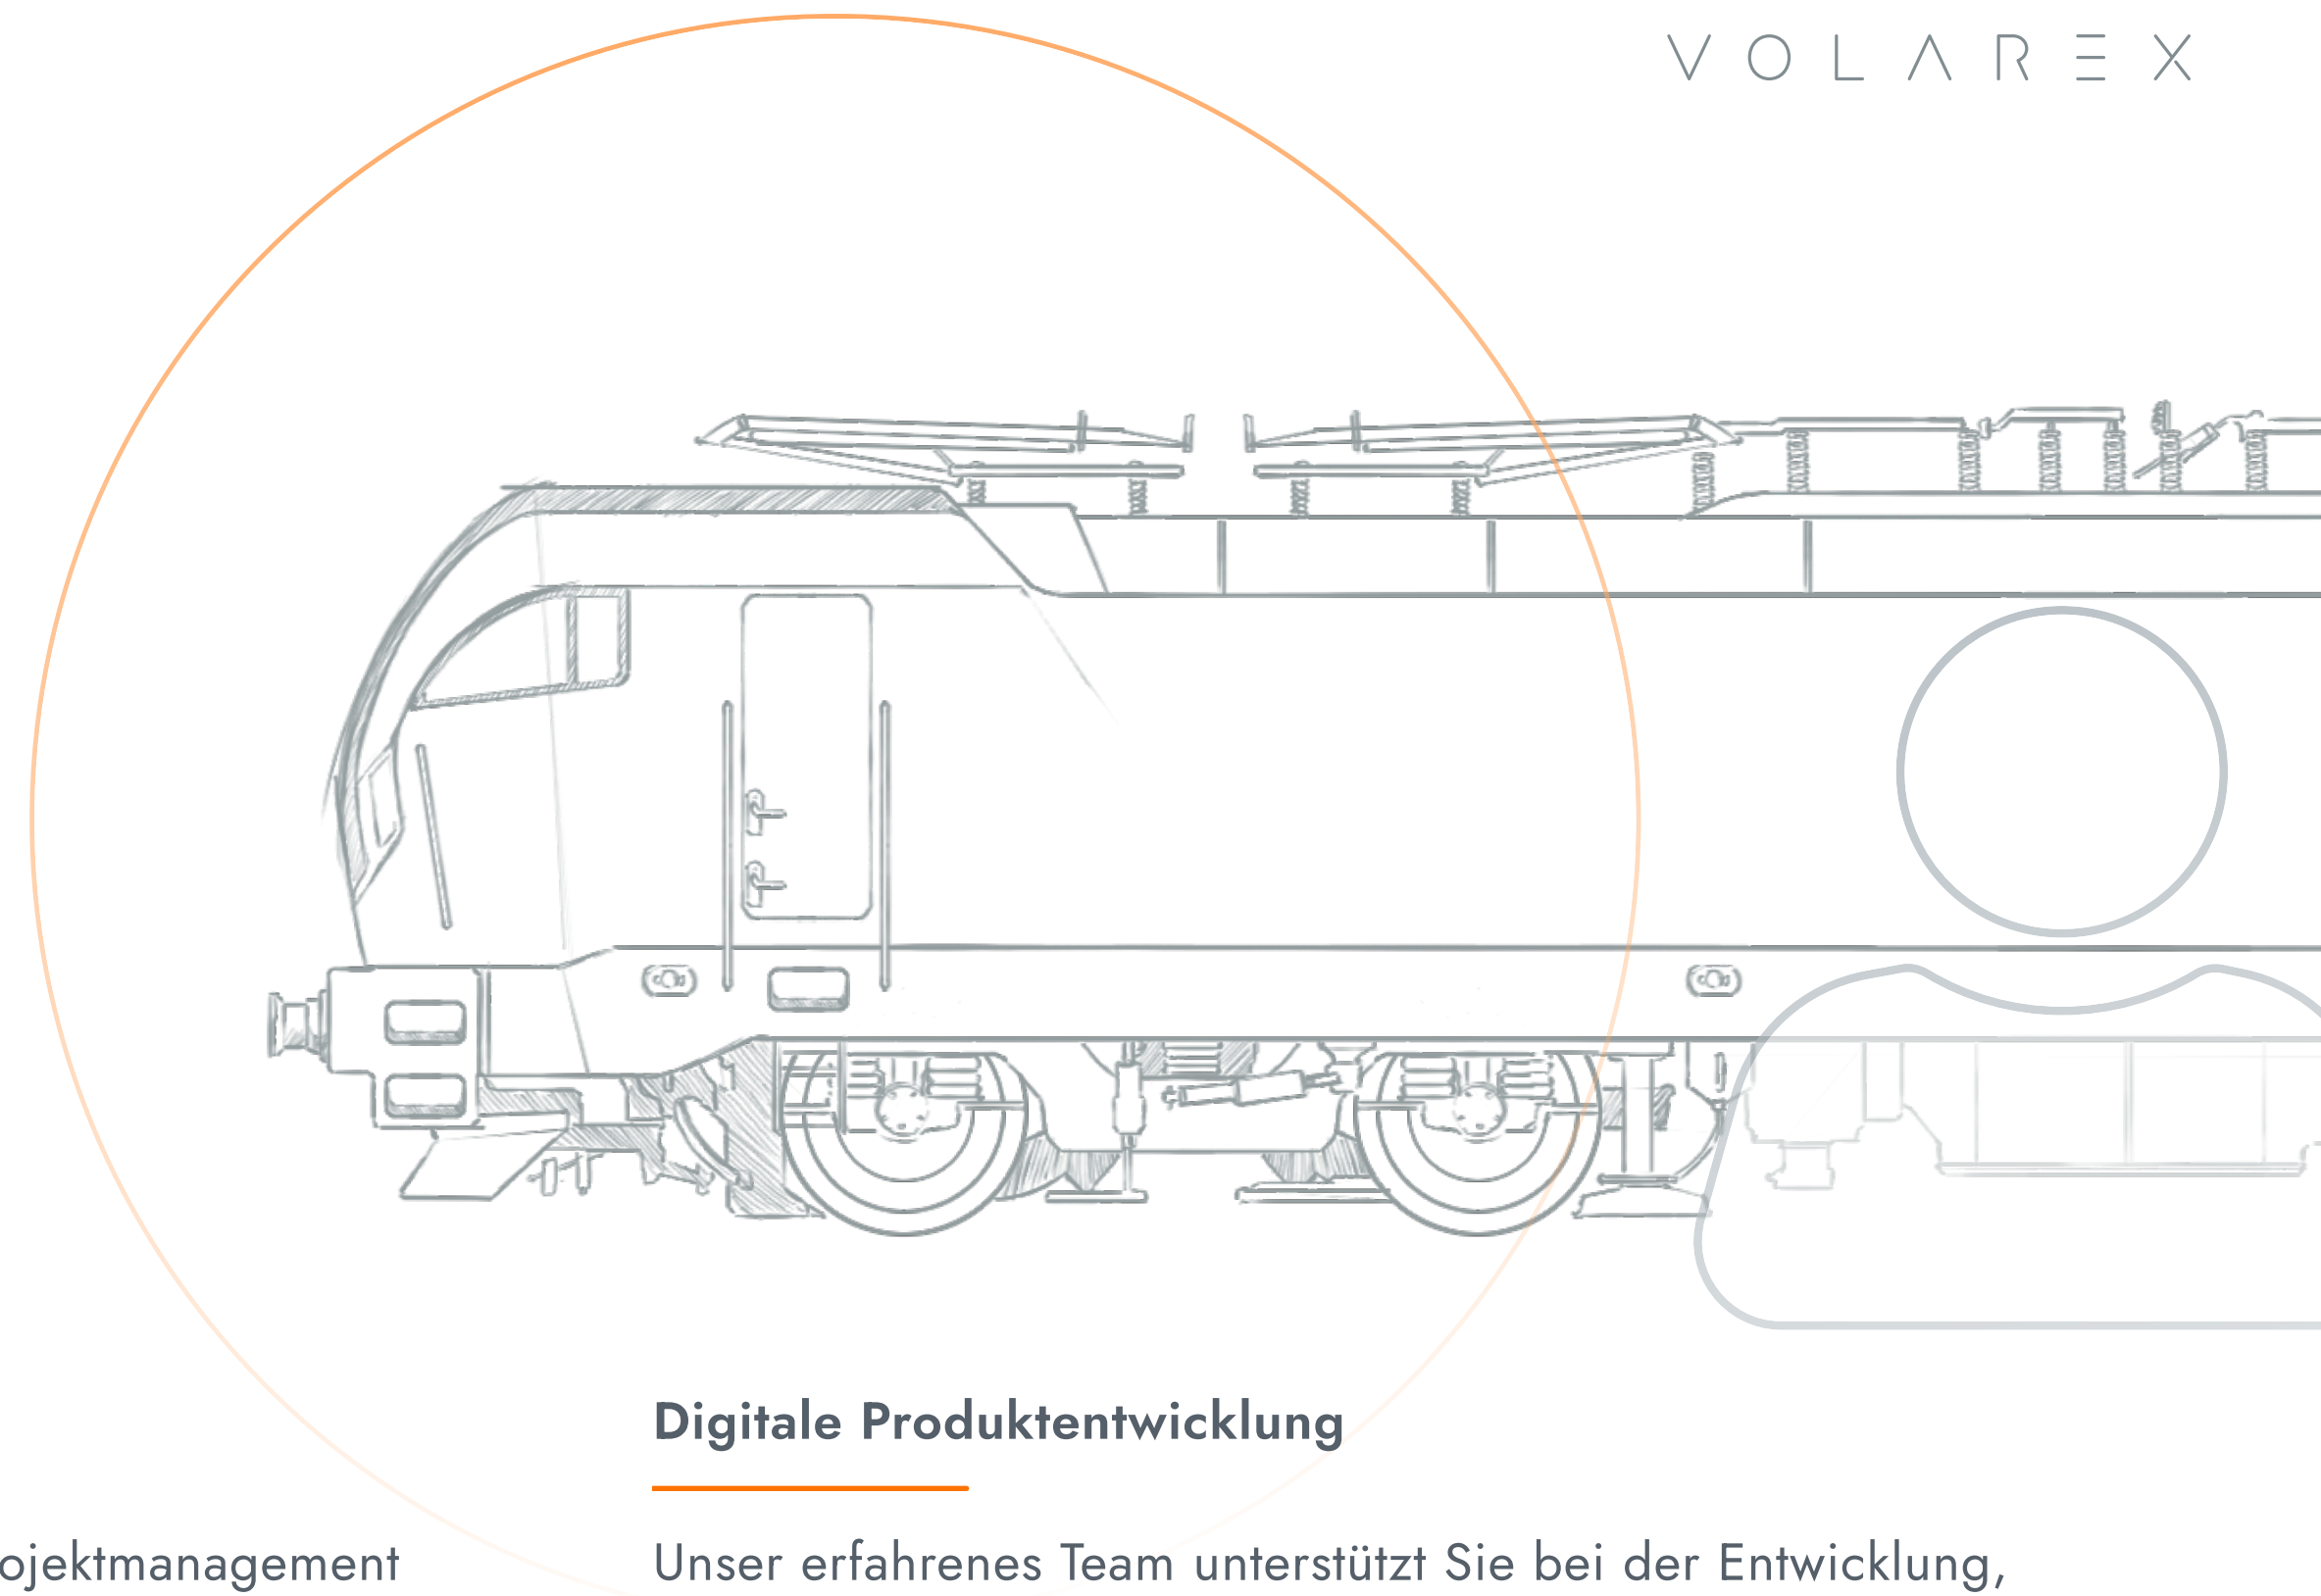 VOLAREX
Digitale Produktentwicklung
ojektmanagement
Unser erfahrenes Team unterstützt Sie bei der Entwicklung,